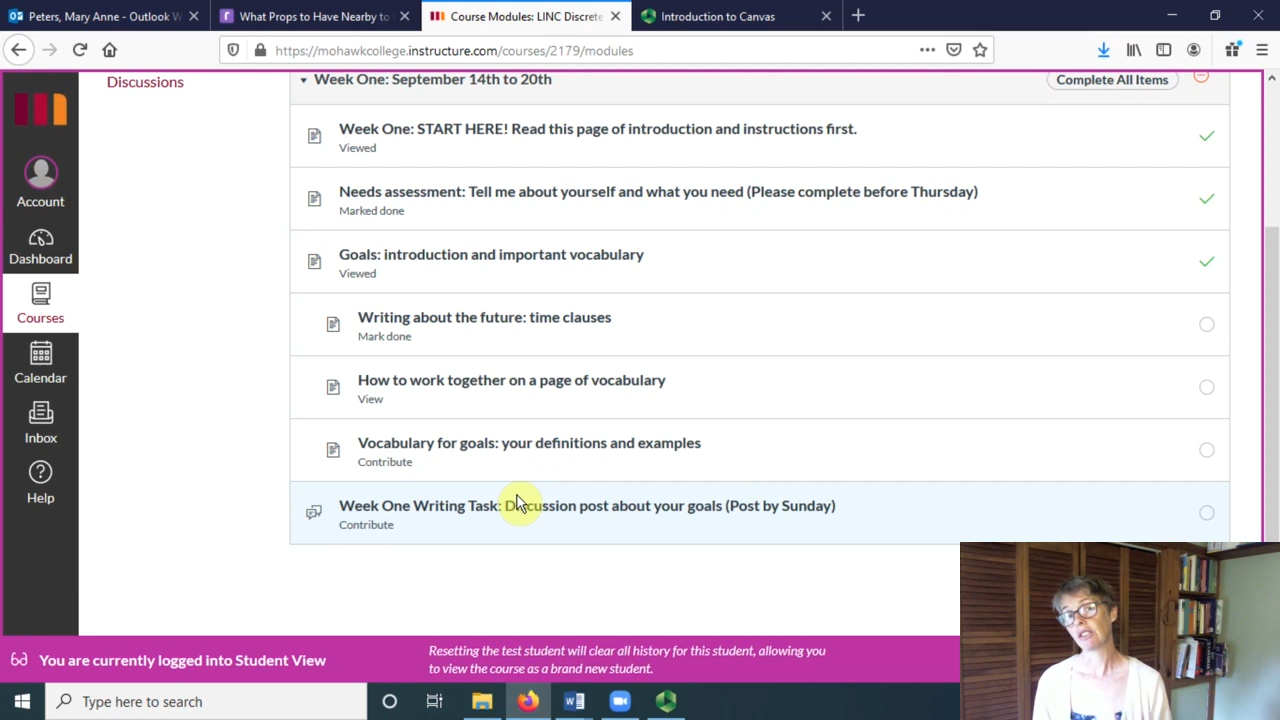 Peters, Mary Anne - Outlook W
What Props to Have Nearby to
Course Modules: LINC Discrete
Introduction to Canvas
https://mohawkcollege.instructure.com/courses/2179/modules
Discussions
Week One: September 14th to 20th
Complete All Items
Week One: START HERE! Read this page of introduction and instructions first.
Viewed
Account
Needs assessment: Tell me about yourself and what you need (Please complete before Thursday)
Marked done
Dashboard
Goals: introduction and important vocabulary
Viewed
Courses
Writing about the future: time clauses
Mark done
Calendar
How to work together on a page of vocabulary
View
Inbox
Vocabulary for goals: your definitions and examples
Contribute
Help
Week One Writing Task: Discussion post about your goals (Post by Sunday)
Contribute
You are currently logged into Student View
Resetting the test student will clear all history for this student, allowing you
to view the course as a brand new student.
Type here to search